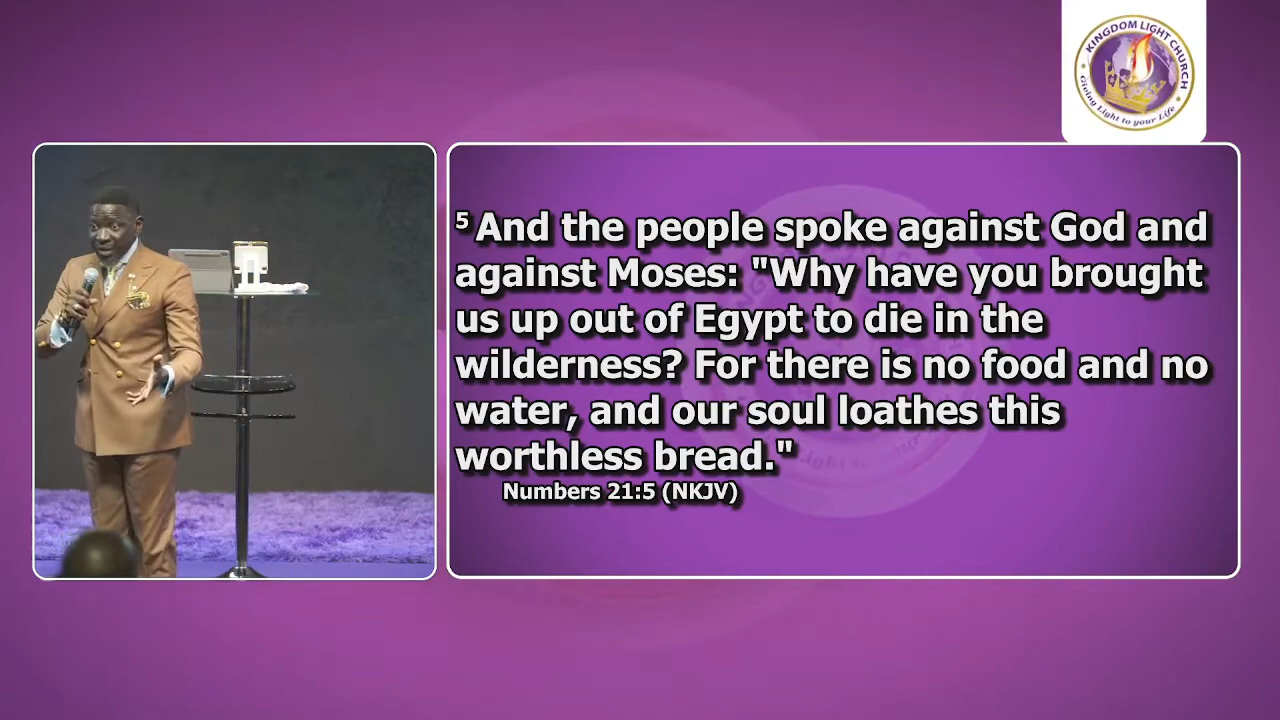 KINGDOM LIGHT CHURCH
Giving Light to your Life
5 And the people spoke against God and
against Moses: "Why have you brought
us up out of Egypt to die in the
wilderness? For there is no food and no
water, and our soul loathes this
worthless bread."
Numbers 21:5 (NKJV)